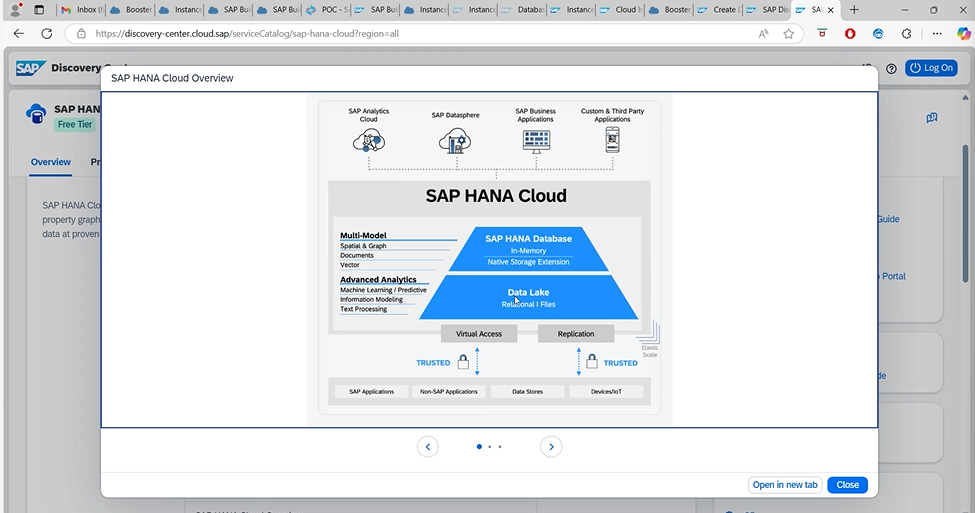 Inbox (6
Booster
Instance
SAP Bui
SAP Bui
POC - S
SAP Bui
Instance
Instance
Databas
Instance
Cloud In
Booster
Create D
SAP Dis
SA
https://discovery-center.cloud.sap/serviceCatalog/sap-hana-cloud?region=all
SAP
Discovery
Log On
SAP HAN
Free Tier
Overview
Pr
SAP HANA Clo
property graph
data at proven
Guide
Portal
de
SAP HANA Cloud Overview
SAP Analytics
Cloud
SAP Datasphere
SAP Business
Applications
Custom & Third Party
Applications
SAP HANA Cloud
Multi-Model
Spatial & Graph
Documents
Vector
Advanced Analytics
Machine Learning / Predictive
Information Modeling
Text Processing
SAP HANA Database
In-Memory
Native Storage Extension
Data Lake
Relational I Files
Virtual Access
Replication
Elastic
Scale
TRUSTED
TRUSTED
SAP Applications
Non-SAP Applications
Data Stores
Devices/IoT
Open in new tab
Close